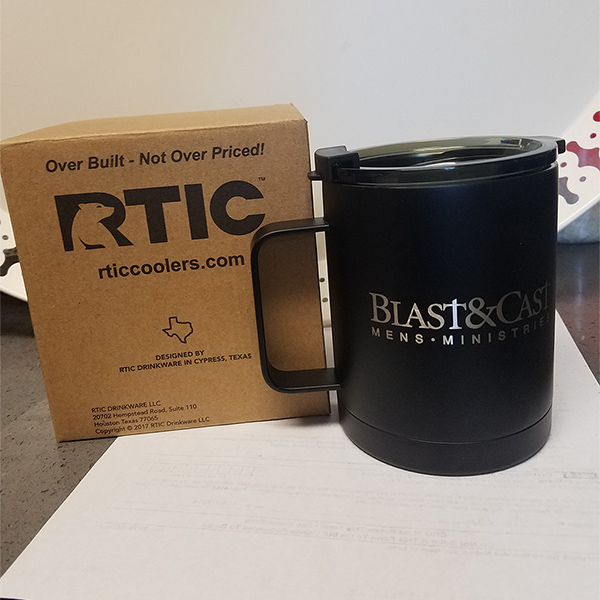 Over Built - Not Over Priced!
RTIC™
rticcoolers.com
DESIGNED BY
RTIC DRINKWARE IN CYPRESS, TEXAS
RTIC DRINKWARE LLC
20702 Hempstead Road, Suite 110
Houston Texas 77065
Copyright © 2017 RTIC Drinkware LLC
BLAST&CAST
MENS·MINISTRIES